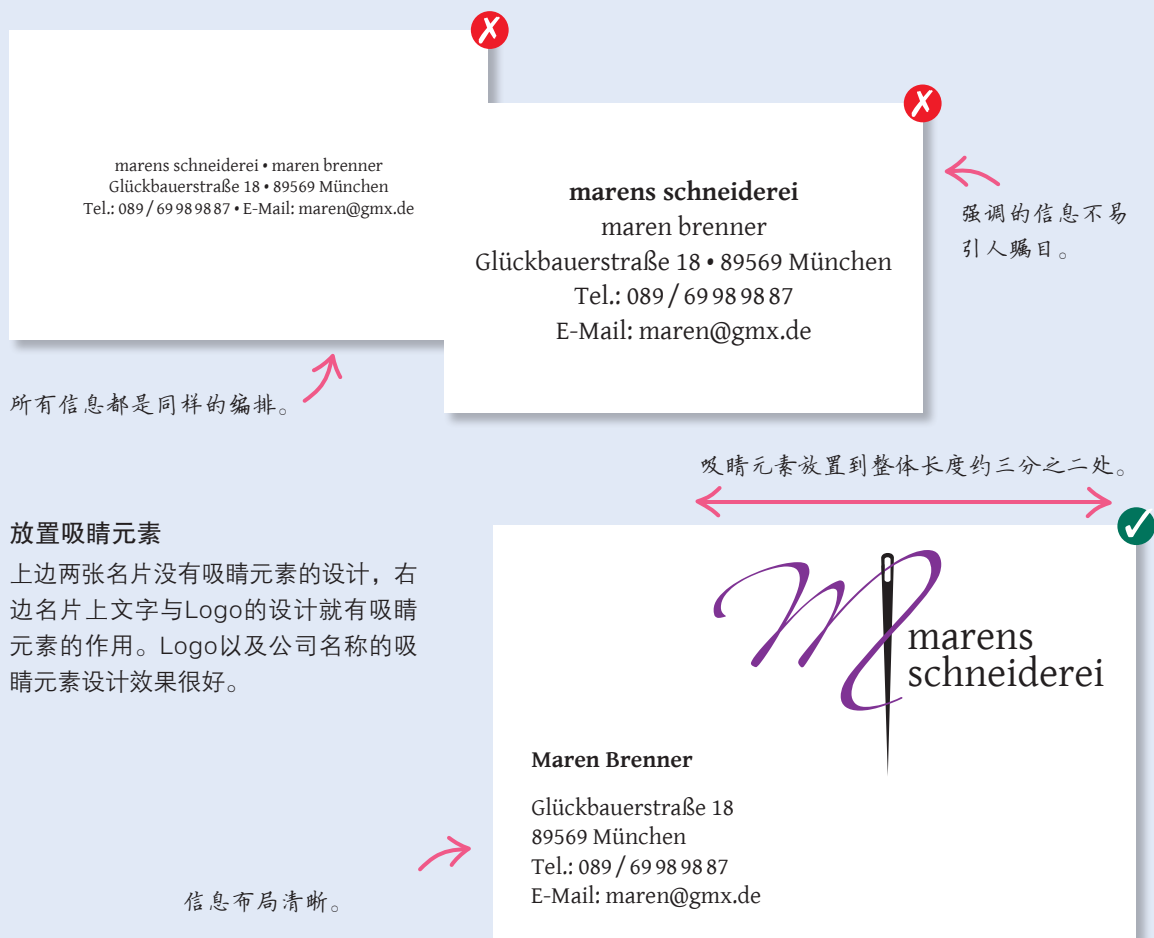 marens schneiderei • maren brenner
Glückbauerstraße 18 • 89569 München
Tel.: 089 / 69 98 98 87 • E-Mail: maren@gmx.de
marens schneiderei
maren brenner
Glückbauerstraße 18 • 89569 München
Tel.: 089 / 69 98 98 87
E-Mail: maren@gmx.de
强调的信息不易
引人瞩目。
所有信息都是同样的编排。
吸睛元素放置到整体长度约三分之二处。
放置吸睛元素
上边两张名片没有吸睛元素的设计，右
边名片上文字与Logo的设计就有吸睛
元素的作用。Logo以及公司名称的吸
睛元素设计效果很好。
m
marens
schneiderei
Maren Brenner
Glückbauerstraße 18
89569 München
Tel.: 089 / 69 98 98 87
E-Mail: maren@gmx.de
信息布局清晰。